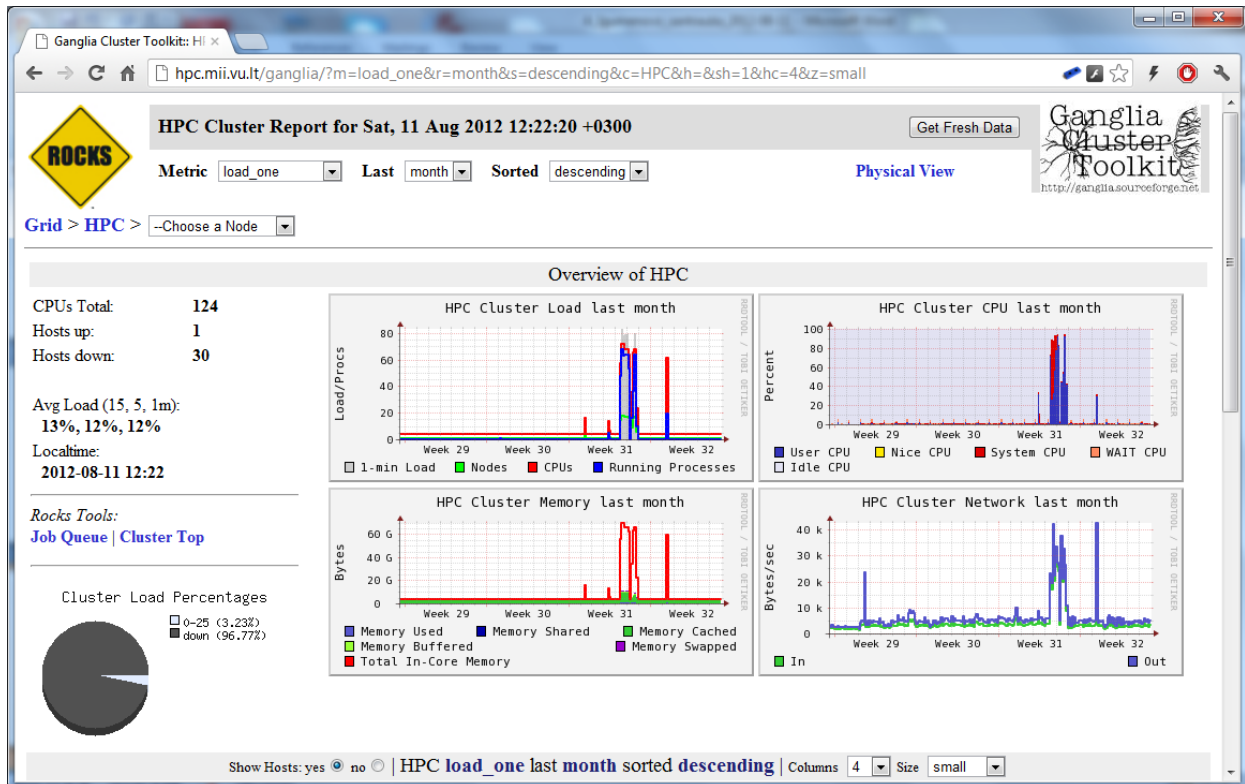 Ganglia Cluster Toolkit:: HI
hpc.mii.vu.lt/ganglia/?m=load_one&r=month&s=descending&c=HPC&h=&sh=1&hc=4&z=small
ROCKS
HPC Cluster Report for Sat, 11 Aug 2012 12:22:20 +0300
Get Fresh Data
Metric load_one Last month Sorted descending
Physical View
Ganglia
Cluster
Toolkit
http://ganglia.sourceforge.net
Grid > HPC > --Choose a Node
Overview of HPC
CPUs Total: 124
Hosts up: 1
Hosts down: 30
Avg Load (15, 5, 1m):
13%, 12%, 12%
Localtime:
2012-08-11 12:22
Rocks Tools:
Job Queue | Cluster Top
Cluster Load Percentages
0-25 (3.23%)
down (96.77%)
HPC Cluster Load last month
RRDTOOL / TOBI OETIKER
Load/Procs
80
60
40
20
0
Week 29 Week 30 Week 31 Week 32
1-min Load Nodes CPUs Running Processes
HPC Cluster CPU last month
RRDTOOL / TOBI OETIKER
Percent
100
80
60
40
20
0
Week 29 Week 30 Week 31 Week 32
User CPU Nice CPU System CPU WAIT CPU
Idle CPU
HPC Cluster Memory last month
RRDTOOL / TOBI OETIKER
Bytes
60 G
40 G
20 G
0
Week 29 Week 30 Week 31 Week 32
Memory Used Memory Shared Memory Cached
Memory Buffered Memory Swapped
Total In-Core Memory
HPC Cluster Network last month
RRDTOOL / TOBI OETIKER
Bytes/sec
40 k
30 k
20 k
10 k
0
Week 29 Week 30 Week 31 Week 32
In Out
Show Hosts: yes no | HPC load_one last month sorted descending | Columns 4 Size small